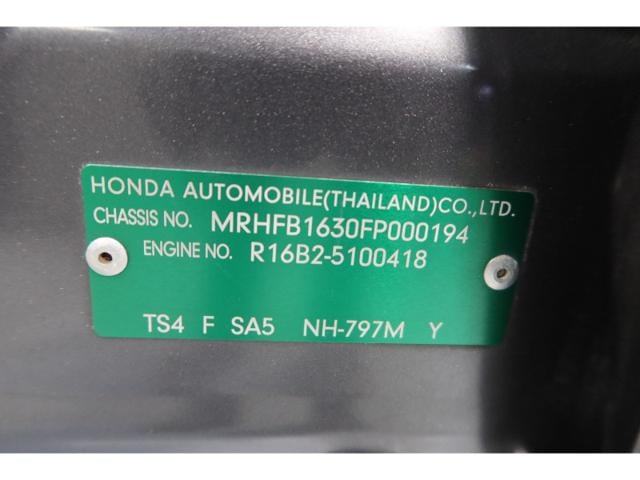 HONDA AUTOMOBILE(THAILAND)CO.,LTD.
CHASSIS NO. MRHFB1630FP000194
ENGINE NO. R16B2-5100418
TS4 F SA5 NH-797M Y